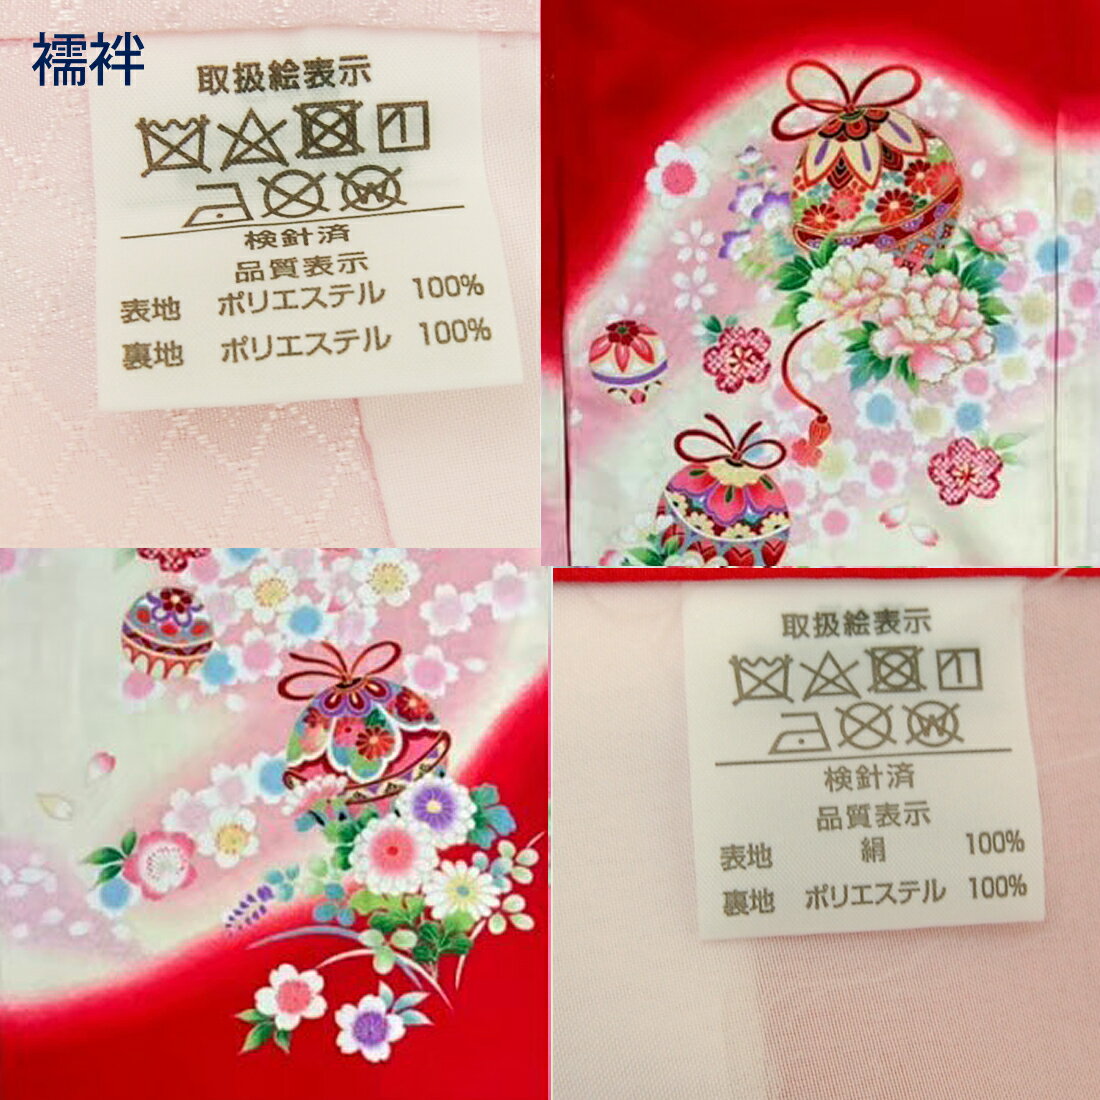 襦袢
取扱絵表示
検針済
品質表示
表地 ポリエステル 100%
裏地 ポリエステル 100%
取扱絵表示
検針済
品質表示
表地 絹 100%
裏地 ポリエステル 100%